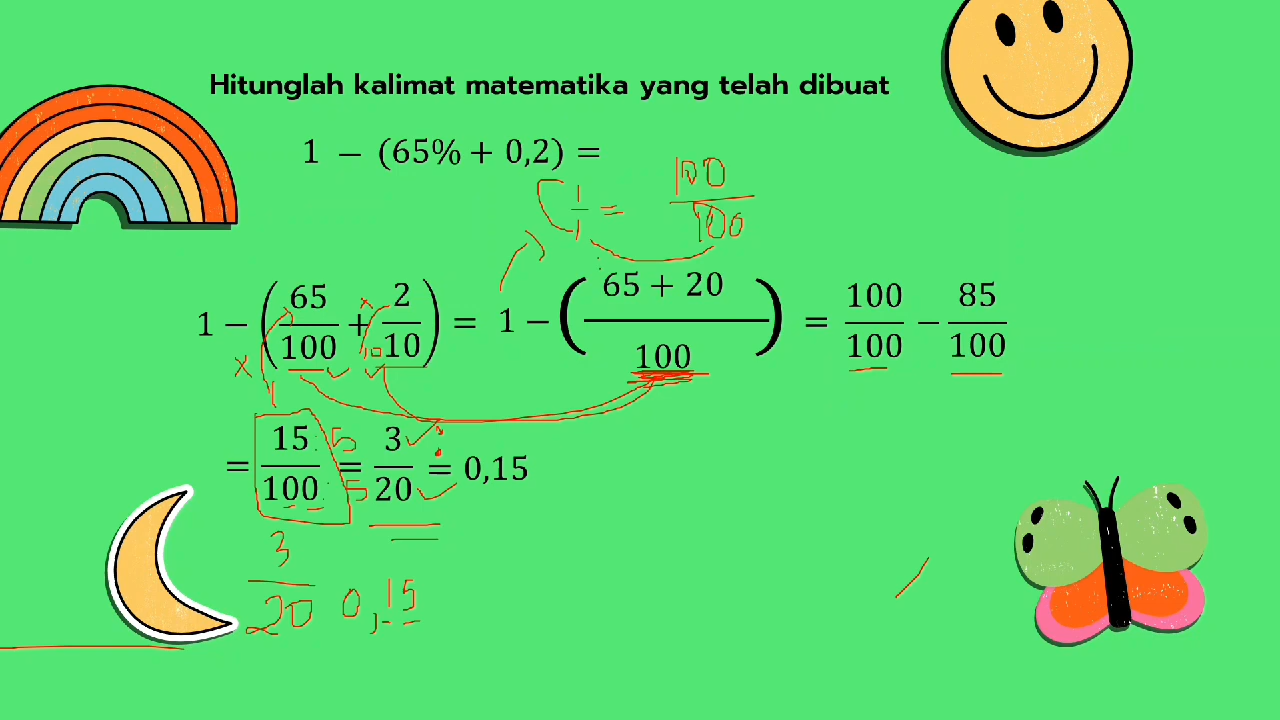 Hitunglah kalimat matematika yang telah dibuat
1 − (65% + 0,2) =
1/1 = 100/100
1 − (65/100 + 2/10) = 1 − ((65 + 20)/100) = 100/100 − 85/100
= 15/100 = 3/20 = 0,15
3/20 0,15